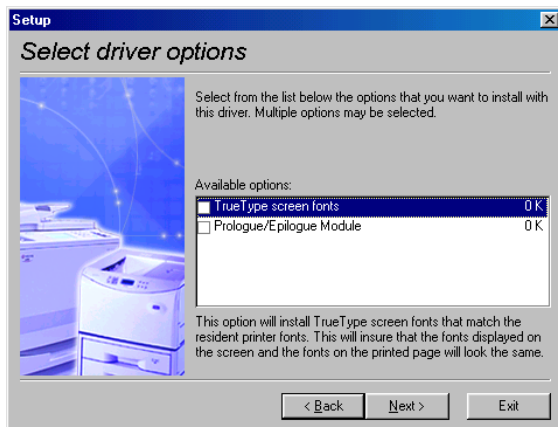 Setup
Select driver options
Select from the list below the options that you want to install with
this driver. Multiple options may be selected.
Available options:
TrueType screen fonts 0 K
Prologue/Epilogue Module 0 K
This option will install TrueType screen fonts that match the
resident printer fonts. This will insure that the fonts displayed on
the screen and the fonts on the printed page will look the same.
< Back Next > Exit